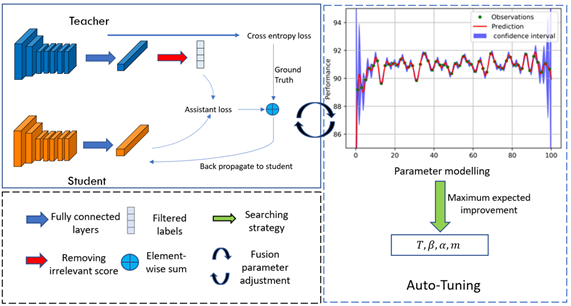 Teacher
Cross entropy loss
Ground
Truth
Assistant loss
Back propagate to student
Student
Fully connected
layers
Filtered
labels
Searching
strategy
Removing
irrelevant score
Element-
wise sum
Fusion
parameter
adjustment
94
92
90
88
86
Performance
Observations
Prediction
confidence interval
0 20 40 60 80 100
Parameter modelling
Maximum expected
improvement
T, β, α, m
Auto-Tuning